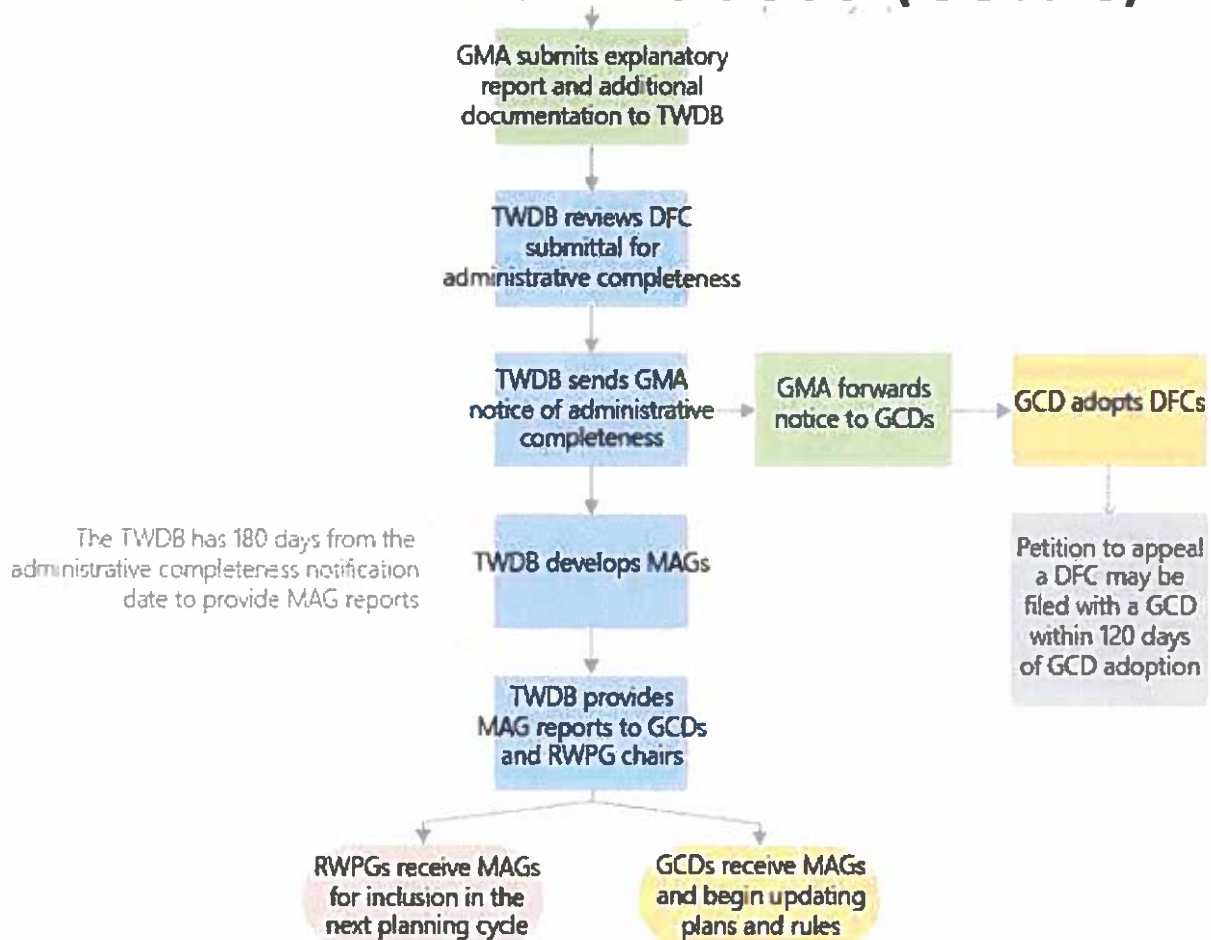 GMA submits explanatory
report and additional
documentation to TWDB
TWDB reviews DFC
submittal for
administrative completeness
TWDB sends GMA
notice of administrative
completeness
GMA forwards
notice to GCDs
GCD adopts DFCs
The TWDB has 180 days from the
administrative completeness notification
date to provide MAG reports
TWDB develops MAGs
Petition to appeal
a DFC may be
filed with a GCD
within 120 days
of GCD adoption
TWDB provides
MAG reports to GCDs
and RWPG chairs
RWPGs receive MAGs
for inclusion in the
next planning cycle
GCDs receive MAGs
and begin updating
plans and rules